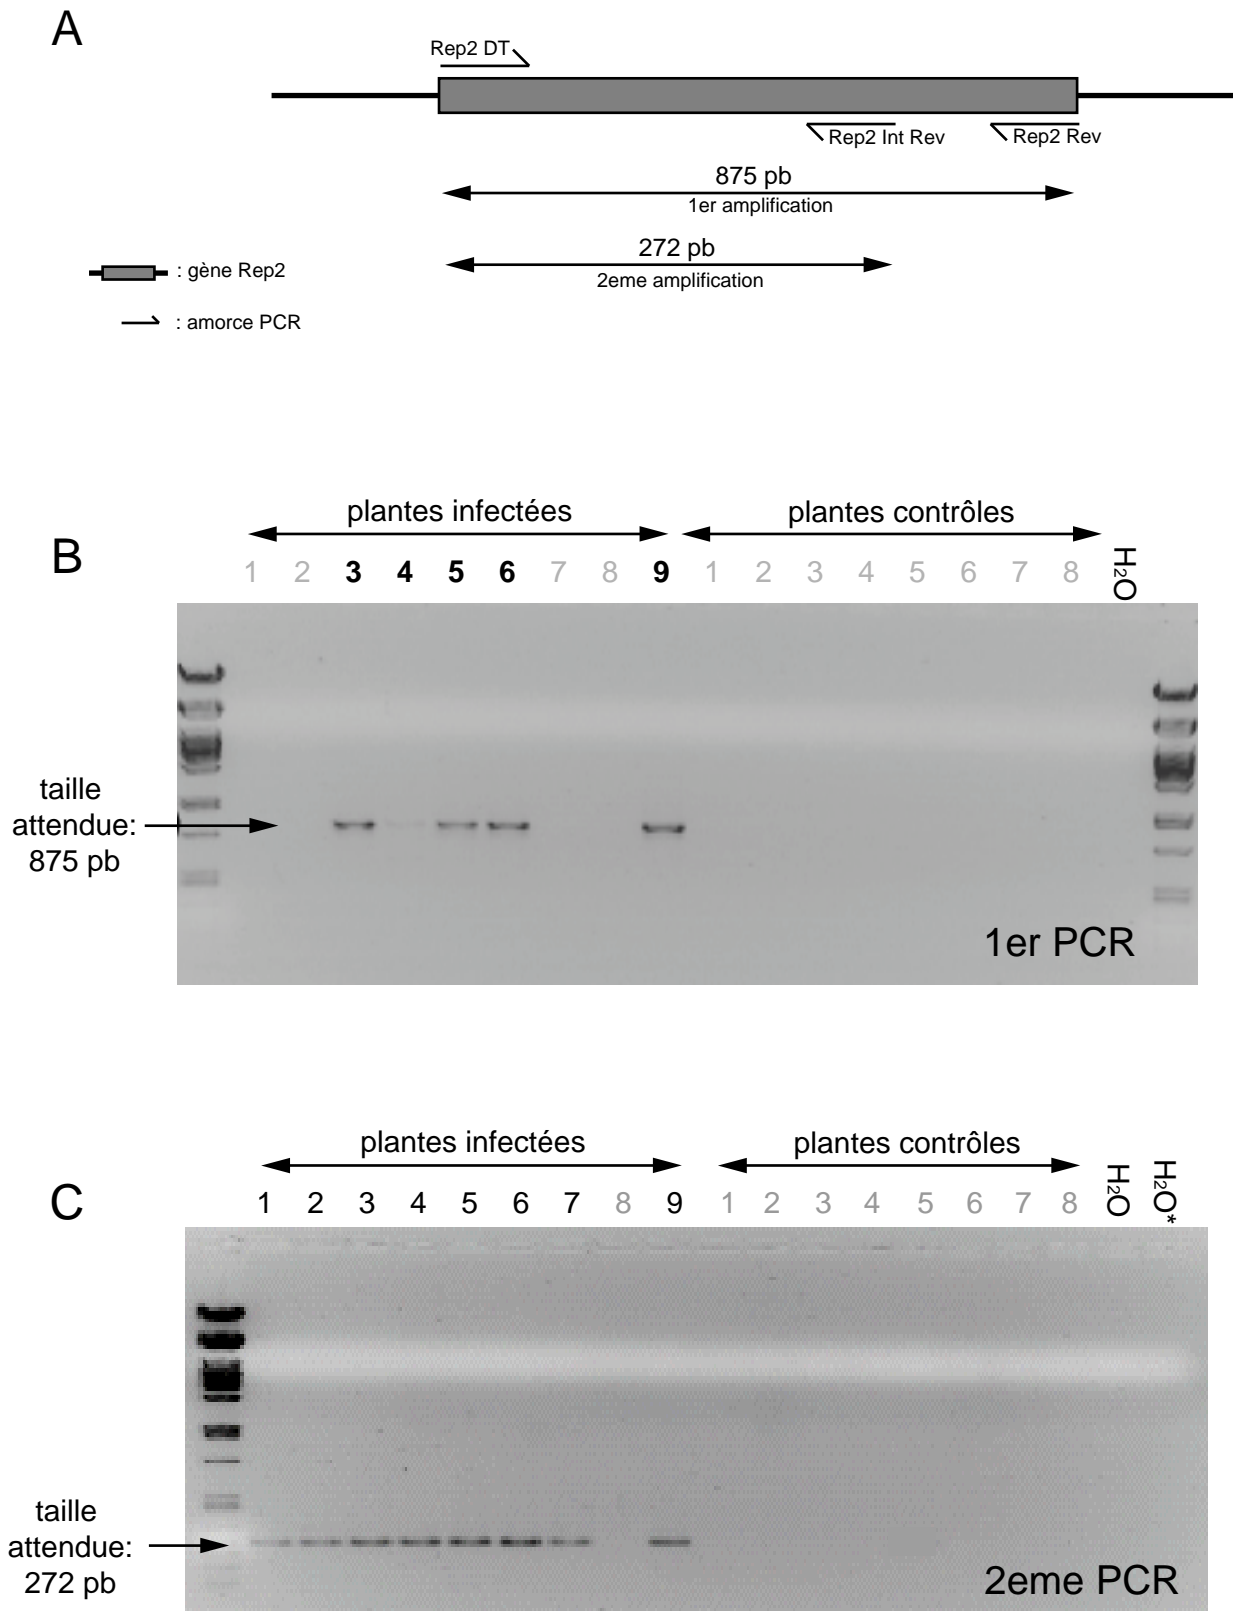 A
Rep2 DT
Rep2 Int Rev
Rep2 Rev
875 pb
1er amplification
272 pb
2eme amplification
: gène Rep2
: amorce PCR
B
plantes infectées
plantes contrôles
1 2 3 4 5 6 7 8 9 1 2 3 4 5 6 7 8 H₂O
taille
attendue:
875 pb
1er PCR
C
plantes infectées
plantes contrôles
1 2 3 4 5 6 7 8 9 1 2 3 4 5 6 7 8 H₂O H₂O*
taille
attendue:
272 pb
2eme PCR